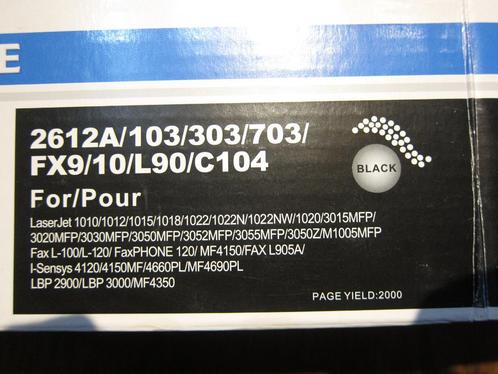 E
2612A/103/303/703/
FX9/10/L90/C104
BLACK
For/Pour
LaserJet 1010/1012/1015/1018/1022/1022N/1022NW/1020/3015MFP/
3020MFP/3030MFP/3050MFP/3052MFP/3055MFP/3050Z/M1005MFP
Fax L-100/L-120/ FaxPHONE 120/ MF4150/FAX L905A/
I-Sensys 4120/4150MF/4660PL/MF4690PL
LBP 2900/LBP 3000/MF4350
PAGE YIELD:2000